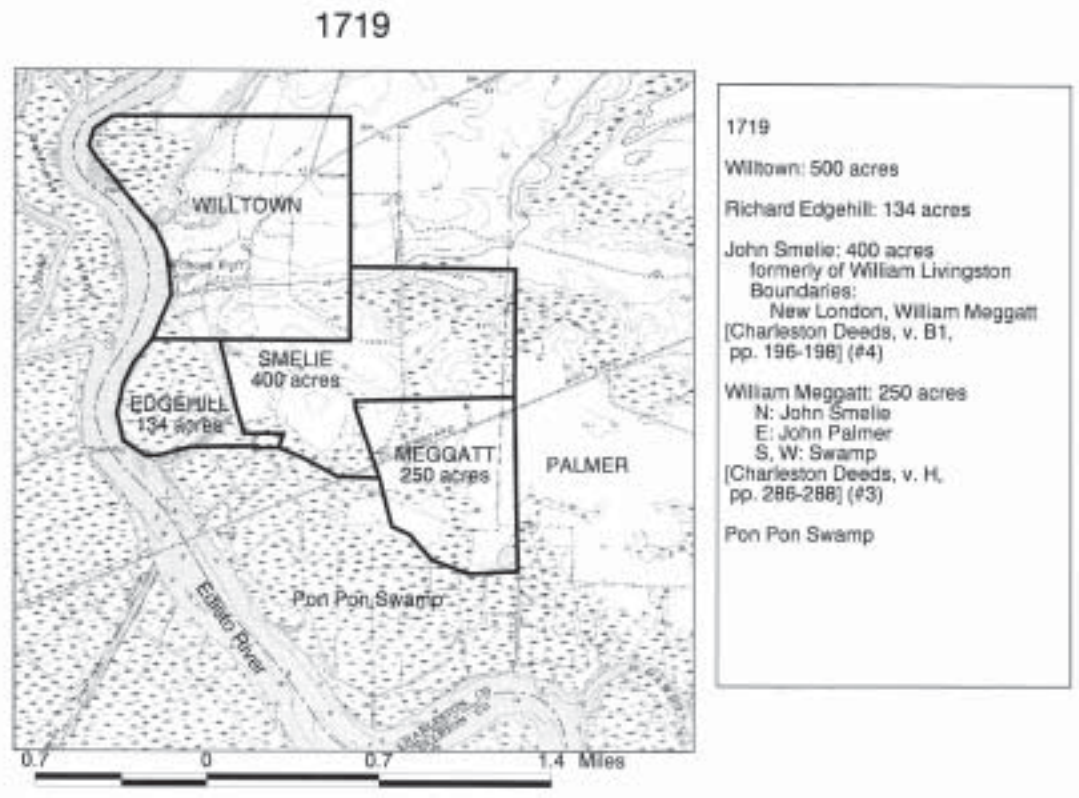 1719
WILLTOWN
SMELIE
400 acres
EDGEHILL
134 acres
MEGGATT
250 acres
PALMER
Pon Pon Swamp
Edisto River
0.7 0 0.7 1.4 Miles
1719
Willtown: 500 acres
Richard Edgehill: 134 acres
John Smelie: 400 acres
formerly of William Livingston
Boundaries:
New London, William Meggatt
[Charleston Deeds, v. B1,
pp. 196-198] (#4)
William Meggatt: 250 acres
N: John Smelie
E: John Palmer
S, W: Swamp
[Charleston Deeds, v. H,
pp. 286-288] (#3)
Pon Pon Swamp